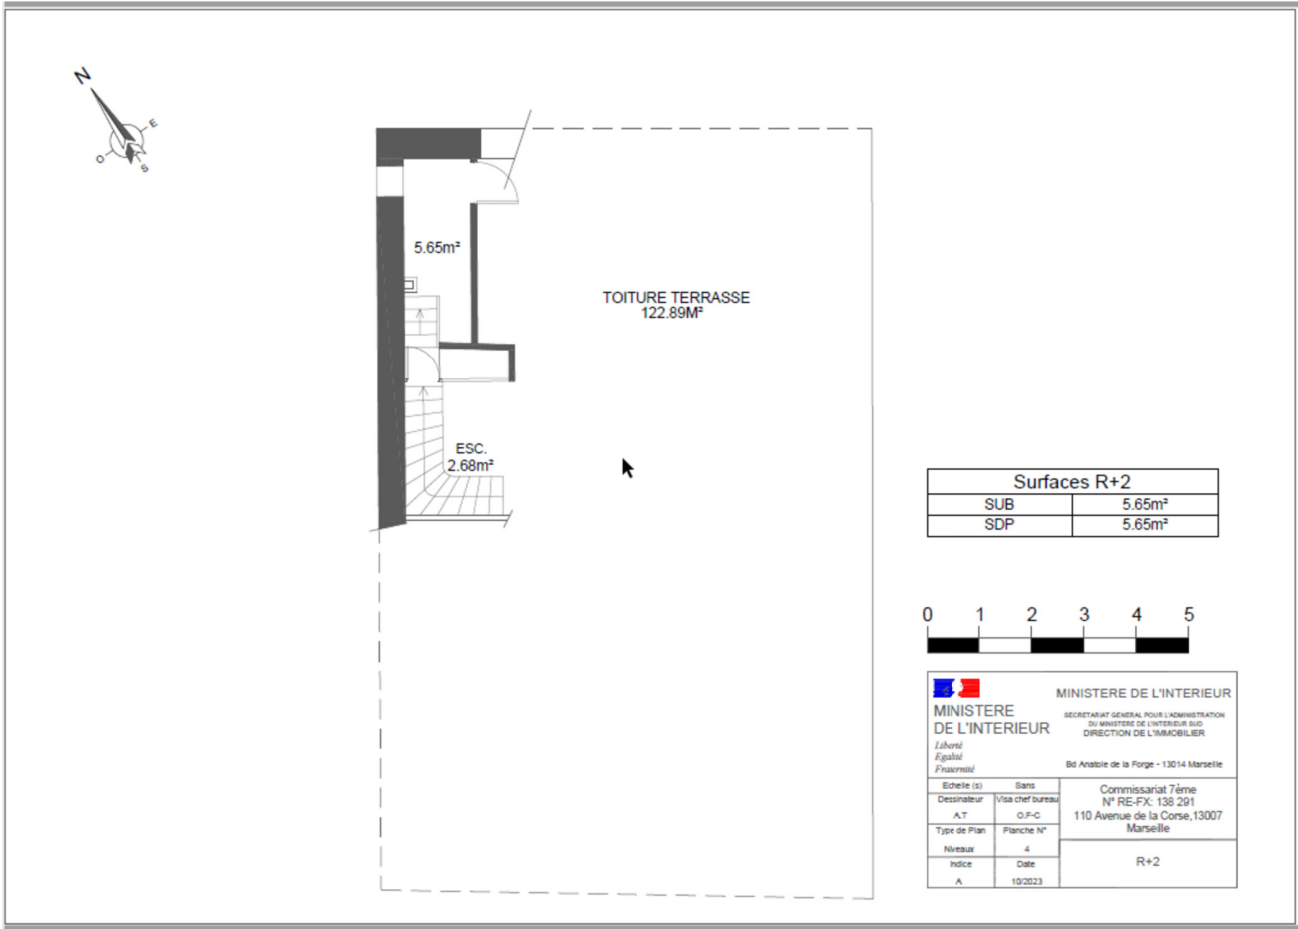 N
E
O
S
5.65m²
TOITURE TERRASSE
122.89M²
ESC.
2.68m²
Surfaces R+2
SUB 5.65m²
SDP 5.65m²
0 1 2 3 4 5
MINISTERE
DE L'INTERIEUR
Liberté
Egalité
Fraternité
MINISTERE DE L'INTERIEUR
SECRETARIAT GENERAL POUR L'ADMINISTRATION
DU MINISTERE DE L'INTERIEUR SUD
DIRECTION DE L'IMMOBILIER
Bd Anatole de la Forge - 13014 Marseille
Echelle (s) Sans
Dessinateur Visa chef bureau
A.T O.F-C
Type de Plan Planche N°
Niveaux 4
Indice Date
A 10/2023
Commissariat 7ème
N° RE-FX: 138 291
110 Avenue de la Corse,13007
Marseille
R+2